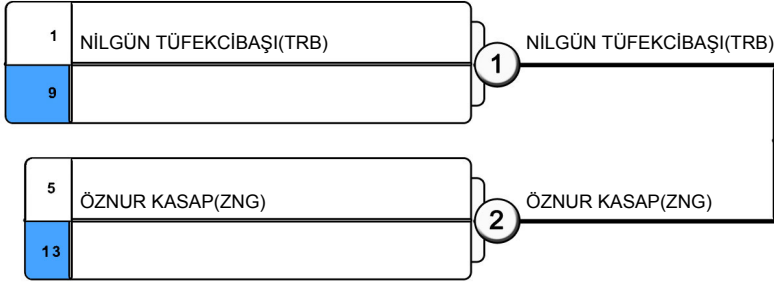 1 NİLGÜN TÜFEKCİBAŞI(TRB) 1 NİLGÜN TÜFEKCİBAŞI(TRB)
9
5 ÖZNUR KASAP(ZNG) 2 ÖZNUR KASAP(ZNG)
13